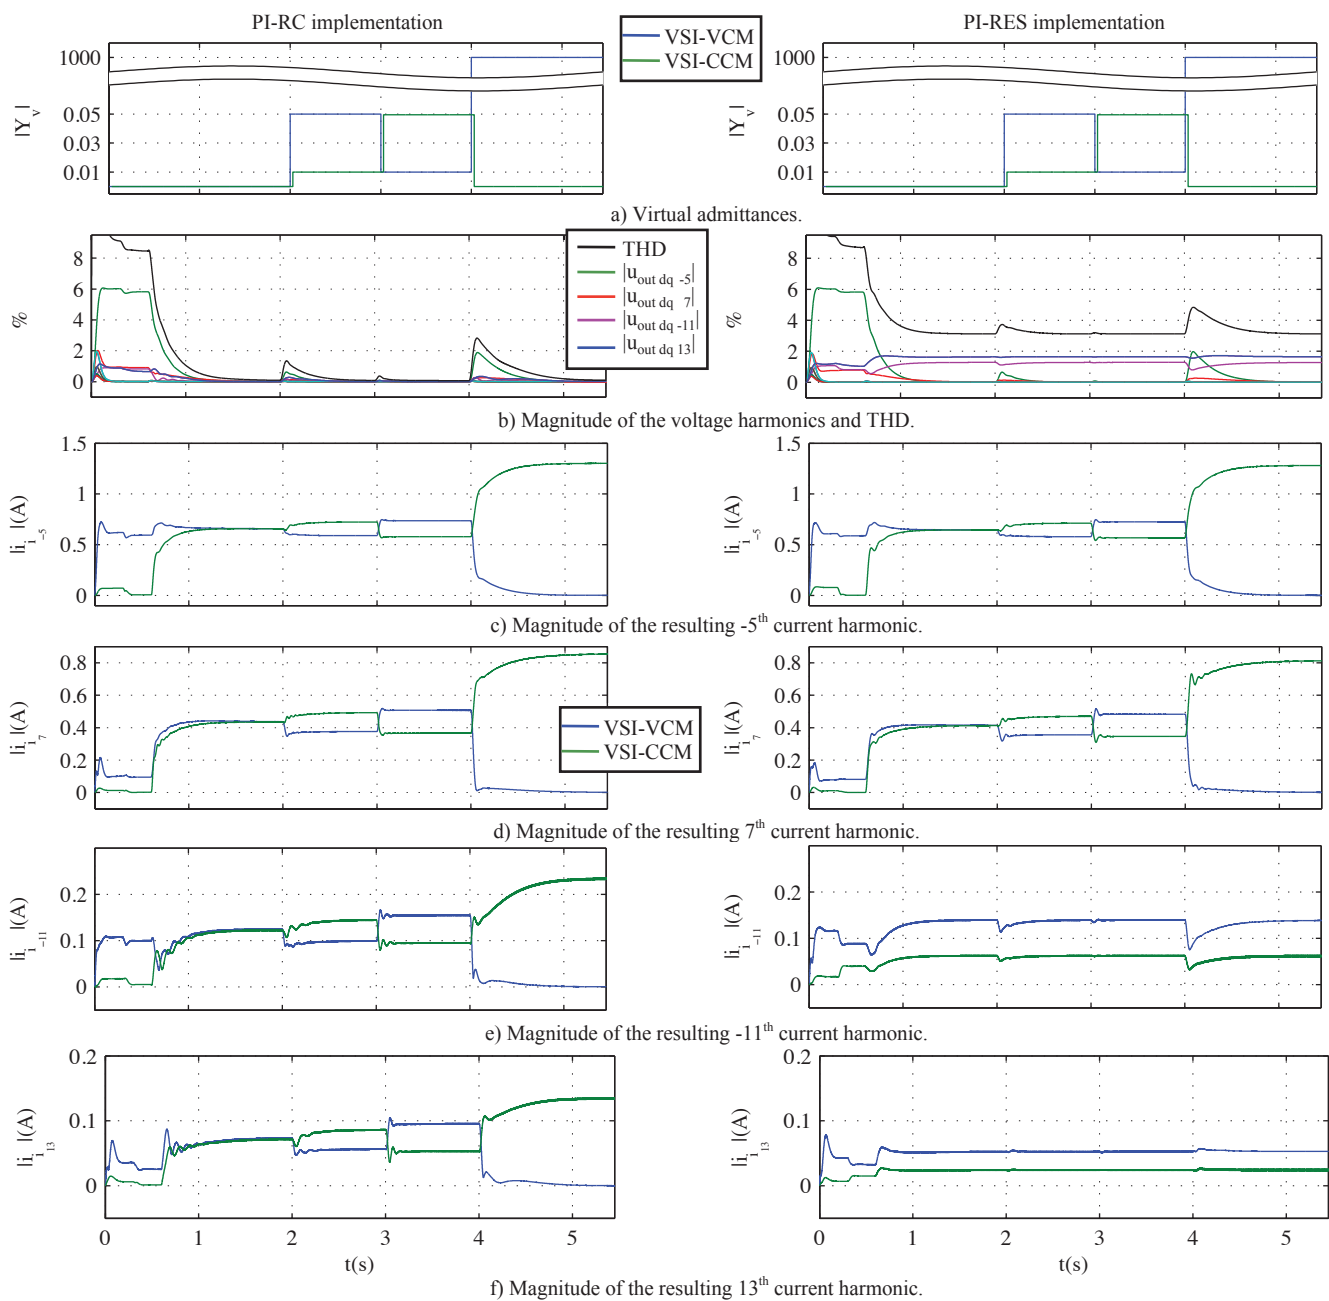 PI-RC implementation
PI-RES implementation
VSI-VCM
VSI-CCM
1000
0.05
0.03
0.01
|Y_v|
1000
0.05
0.03
0.01
|Y_v|
a) Virtual admittances.
8
6
4
2
0
%
THD
|u_out dq -5|
|u_out dq 7|
|u_out dq -11|
|u_out dq 13|
8
6
4
2
0
%
b) Magnitude of the voltage harmonics and THD.
1.5
1
0.5
0
|i_i -5|(A)
1.5
1
0.5
0
|i_i -5|(A)
c) Magnitude of the resulting -5th current harmonic.
0.8
0.6
0.4
0.2
0
|i_i 7|(A)
VSI-VCM
VSI-CCM
0.8
0.6
0.4
0.2
0
|i_i 7|(A)
d) Magnitude of the resulting 7th current harmonic.
0.2
0.1
0
|i_i -11|(A)
0.2
0.1
0
|i_i -11|(A)
e) Magnitude of the resulting -11th current harmonic.
0.2
0.1
0
|i_i 13|(A)
0 1 2 3 4 5
t(s)
0.2
0.1
0
|i_i 13|(A)
0 1 2 3 4 5
t(s)
f) Magnitude of the resulting 13th current harmonic.